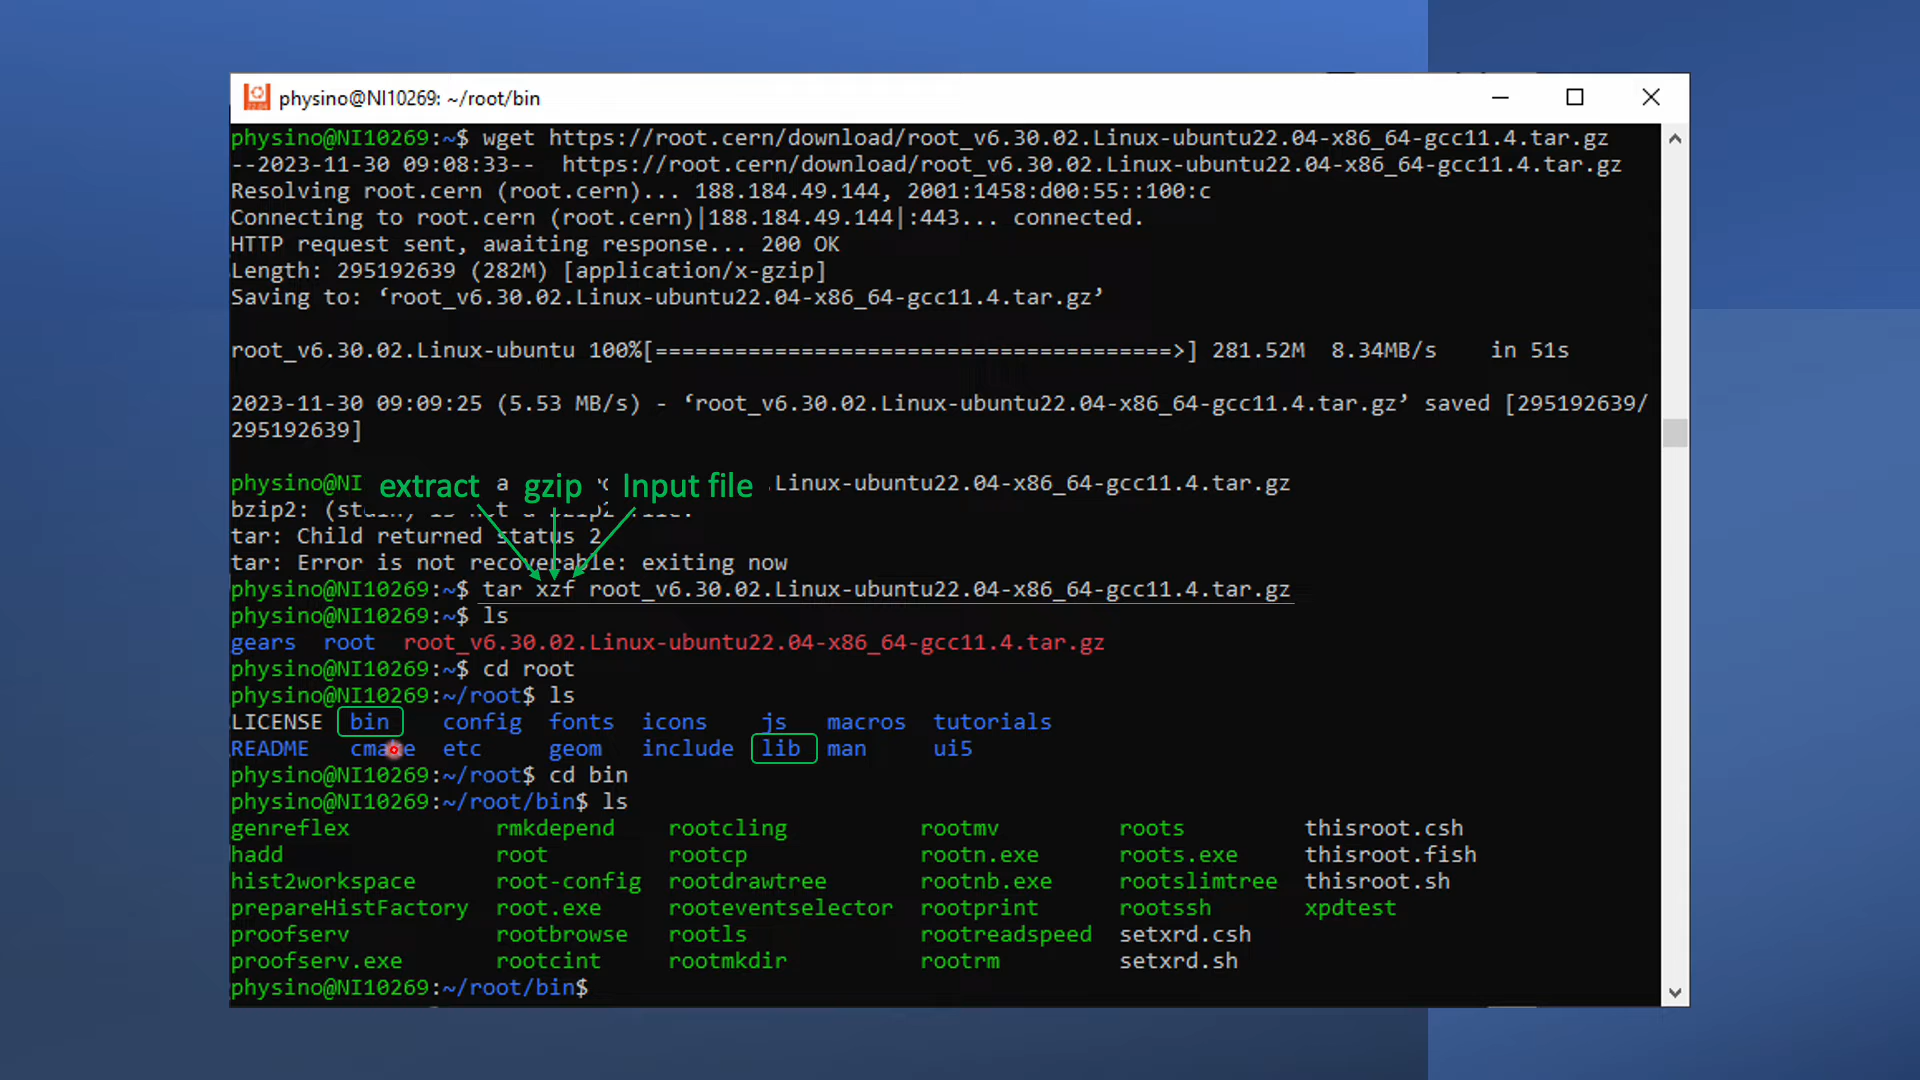 physino@NI10269: ~/root/bin
physino@NI10269:~$ wget https://root.cern/download/root_v6.30.02.Linux-ubuntu22.04-x86_64-gcc11.4.tar.gz
--2023-11-30 09:08:33--  https://root.cern/download/root_v6.30.02.Linux-ubuntu22.04-x86_64-gcc11.4.tar.gz
Resolving root.cern (root.cern)... 188.184.49.144, 2001:1458:d00:55::100:c
Connecting to root.cern (root.cern)|188.184.49.144|:443... connected.
HTTP request sent, awaiting response... 200 OK
Length: 295192639 (282M) [application/x-gzip]
Saving to: ‘root_v6.30.02.Linux-ubuntu22.04-x86_64-gcc11.4.tar.gz’
root_v6.30.02.Linux-ubuntu 100%[=======================================>] 281.52M  8.34MB/s    in 51s
2023-11-30 09:09:25 (5.53 MB/s) - ‘root_v6.30.02.Linux-ubuntu22.04-x86_64-gcc11.4.tar.gz’ saved [295192639/
295192639]
physino@NI extract gzip Input file .Linux-ubuntu22.04-x86_64-gcc11.4.tar.gz
bzip2:
tar: Child returned status 2
tar: Error is not recoverable: exiting now
physino@NI10269:~$ tar xzf root_v6.30.02.Linux-ubuntu22.04-x86_64-gcc11.4.tar.gz
physino@NI10269:~$ ls
gears  root  root_v6.30.02.Linux-ubuntu22.04-x86_64-gcc11.4.tar.gz
physino@NI10269:~$ cd root
physino@NI10269:~/root$ ls
LICENSE  bin  config  fonts  icons  js  macros  tutorials
README  cmake  etc  geom  include  lib  man  ui5
physino@NI10269:~/root$ cd bin
physino@NI10269:~/root/bin$ ls
genreflex  rmkdepend  rootcling  rootmv  roots  thisroot.csh
hadd  root  rootcp  rootn.exe  roots.exe  thisroot.fish
hist2workspace  root-config  rootdrawtree  rootnb.exe  rootslimtree  thisroot.sh
prepareHistFactory  root.exe  rooteventselector  rootprint  rootssh  xpdtest
proofserv  rootbrowse  rootls  rootreadspeed  setxrd.csh
proofserv.exe  rootcint  rootmkdir  rootrm  setxrd.sh
physino@NI10269:~/root/bin$